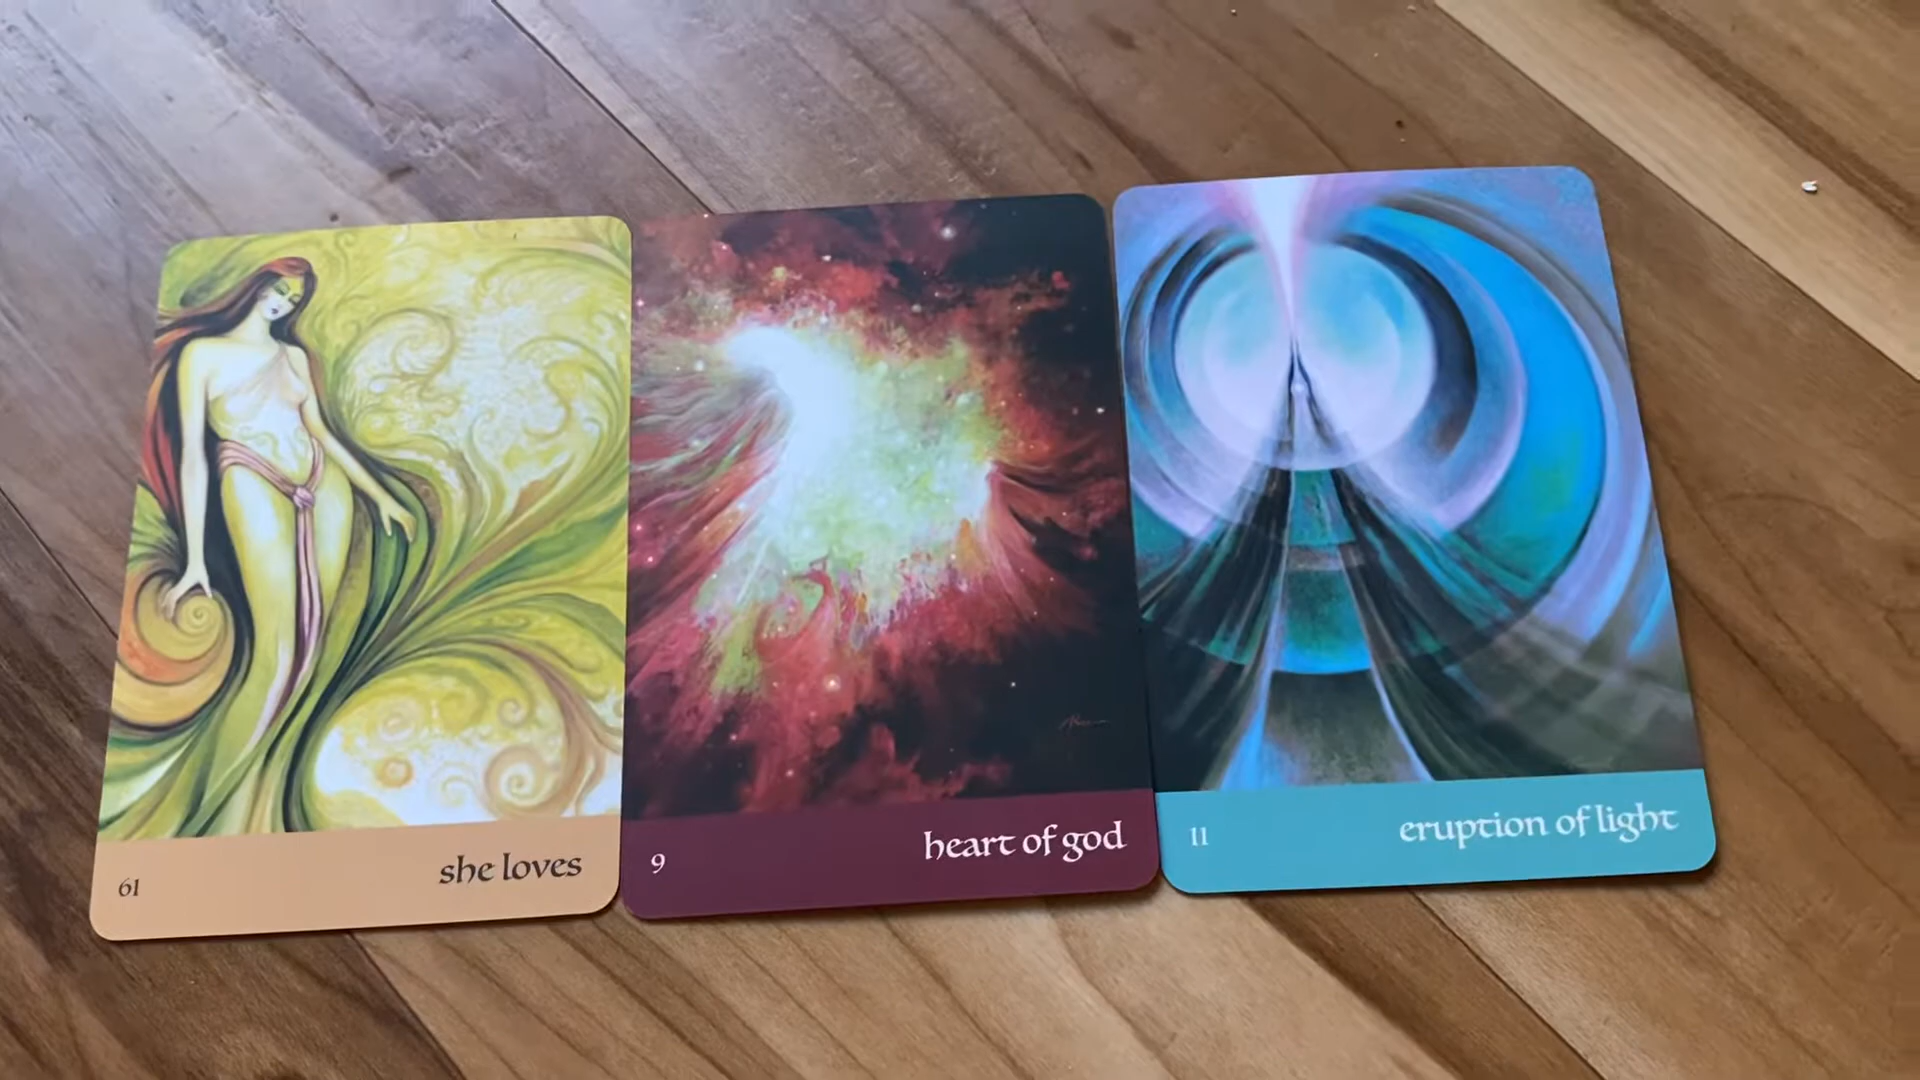 61 she loves
9 heart of god
11 eruption of light